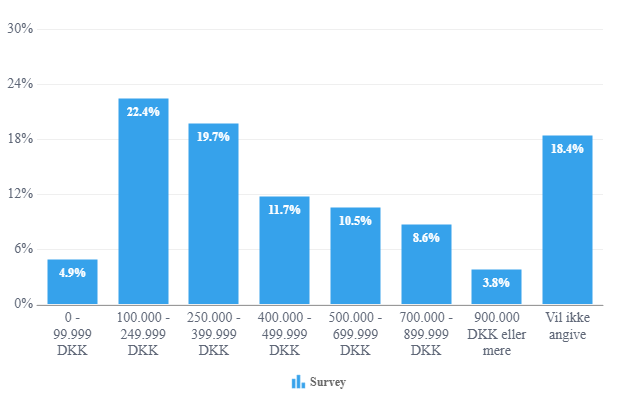 30%
24%
18%
12%
6%
0%
4.9%
22.4%
19.7%
11.7%
10.5%
8.6%
3.8%
18.4%
0 -
99.999
DKK
100.000 -
249.999
DKK
250.000 -
399.999
DKK
400.000 -
499.999
DKK
500.000 -
699.999
DKK
700.000 -
899.999
DKK
900.000
DKK eller
mere
Vil ikke
angive
Survey